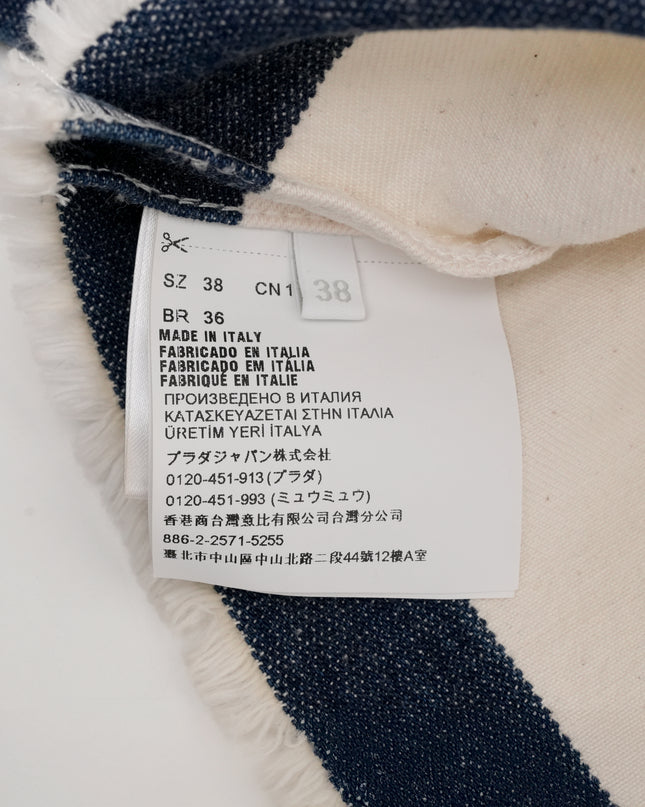 SZ 38 CN 1
38
BR 36
MADE IN ITALY
FABRICADO EN ITALIA
FABRICADO EM ITÁLIA
FABRIQUÉ EN ITALIE
ПРОИЗВЕДЕНО В ИТАЛИЯ
ΚΑΤΑΣΚΕΥΑΖΕΤΑΙ ΣΤΗΝ ΙΤΑΛΙΑ
ÜRETİM YERİ İTALYA
プラダジャパン株式会社
0120-451-913 (プラダ)
0120-451-993 (ミュウミュウ)
香港商台灣意比有限公司台灣分公司
886-2-2571-5255
臺北市中山區中山北路二段44號12樓A室